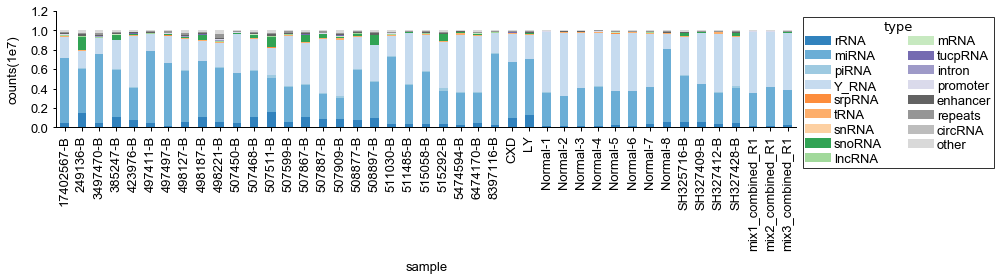 counts(1e7)
1.2
1.0
0.8
0.6
0.4
0.2
0.0
17402567-B
249136-B
3497470-B
385247-B
423976-B
497411-B
497497-B
498127-B
498187-B
498221-B
507450-B
507468-B
507511-B
507599-B
507867-B
507887-B
507909-B
508877-B
508897-B
511030-B
511485-B
515058-B
515292-B
5474594-B
6474170-B
8397116-B
CXD
LY
Normal-1
Normal-2
Normal-3
Normal-4
Normal-5
Normal-6
Normal-7
Normal-8
SH325716-B
SH327409-B
SH327412-B
SH327428-B
mix1_combined_R1
mix2_combined_R1
mix3_combined_R1
sample
type
rRNA
miRNA
piRNA
Y_RNA
srpRNA
tRNA
snRNA
snoRNA
lncRNA
mRNA
tucpRNA
intron
promoter
enhancer
repeats
circRNA
other